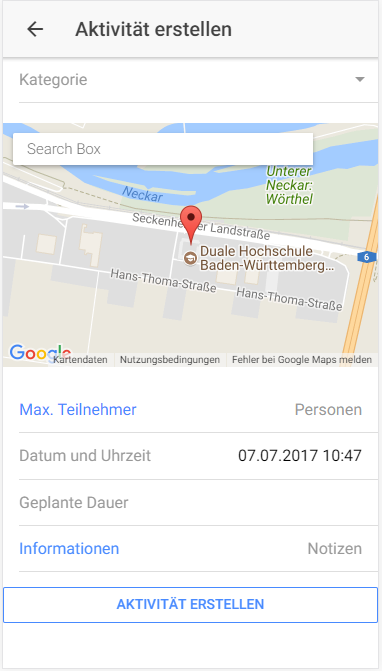 Aktivität erstellen
Kategorie
Search Box
Unterer
Neckar:
Wörthel
Neckar
Seckenheimer Landstraße
Duale Hochschule
Baden-Württemberg...
6
Hans-Thoma-Straße
Hans-Thoma-Straße
Google
Kartendaten Nutzungsbedingungen Fehler bei Google Maps melden
Max. Teilnehmer Personen
Datum und Uhrzeit 07.07.2017 10:47
Geplante Dauer
Informationen Notizen
AKTIVITÄT ERSTELLEN